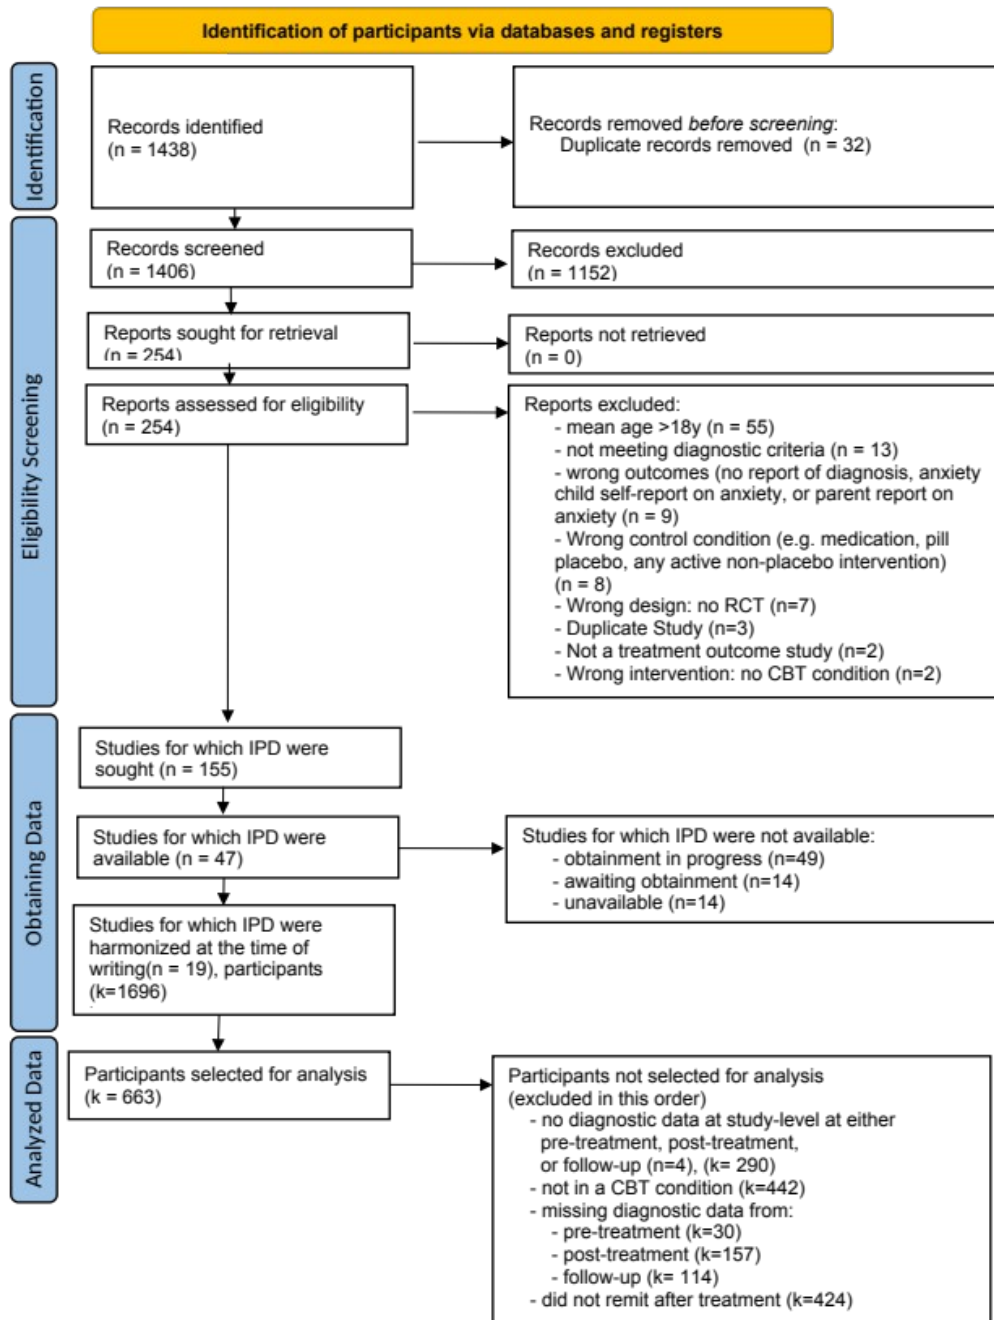 Identification of participants via databases and registers
Identification
Records identified
(n = 1438)
Records removed before screening:
Duplicate records removed (n = 32)
Eligibility Screening
Records screened
(n = 1406)
Records excluded
(n = 1152)
Reports sought for retrieval
(n = 254)
Reports not retrieved
(n = 0)
Reports assessed for eligibility
(n = 254)
Reports excluded:
- mean age >18y (n = 55)
- not meeting diagnostic criteria (n = 13)
- wrong outcomes (no report of diagnosis, anxiety
child self-report on anxiety, or parent report on
anxiety (n = 9)
- Wrong control condition (e.g. medication, pill
placebo, any active non-placebo intervention)
(n = 8)
- Wrong design: no RCT (n=7)
- Duplicate Study (n=3)
- Not a treatment outcome study (n=2)
- Wrong intervention: no CBT condition (n=2)
Obtaining Data
Studies for which IPD were
sought (n = 155)
Studies for which IPD were
available (n = 47)
Studies for which IPD were not available:
- obtainment in progress (n=49)
- awaiting obtainment (n=14)
- unavailable (n=14)
Studies for which IPD were
harmonized at the time of
writing(n = 19), participants
(k=1696)
Analyzed Data
Participants selected for analysis
(k = 663)
Participants not selected for analysis
(excluded in this order)
- no diagnostic data at study-level at either
pre-treatment, post-treatment,
or follow-up (n=4), (k= 290)
- not in a CBT condition (k=442)
- missing diagnostic data from:
- pre-treatment (k=30)
- post-treatment (k=157)
- follow-up (k= 114)
- did not remit after treatment (k=424)